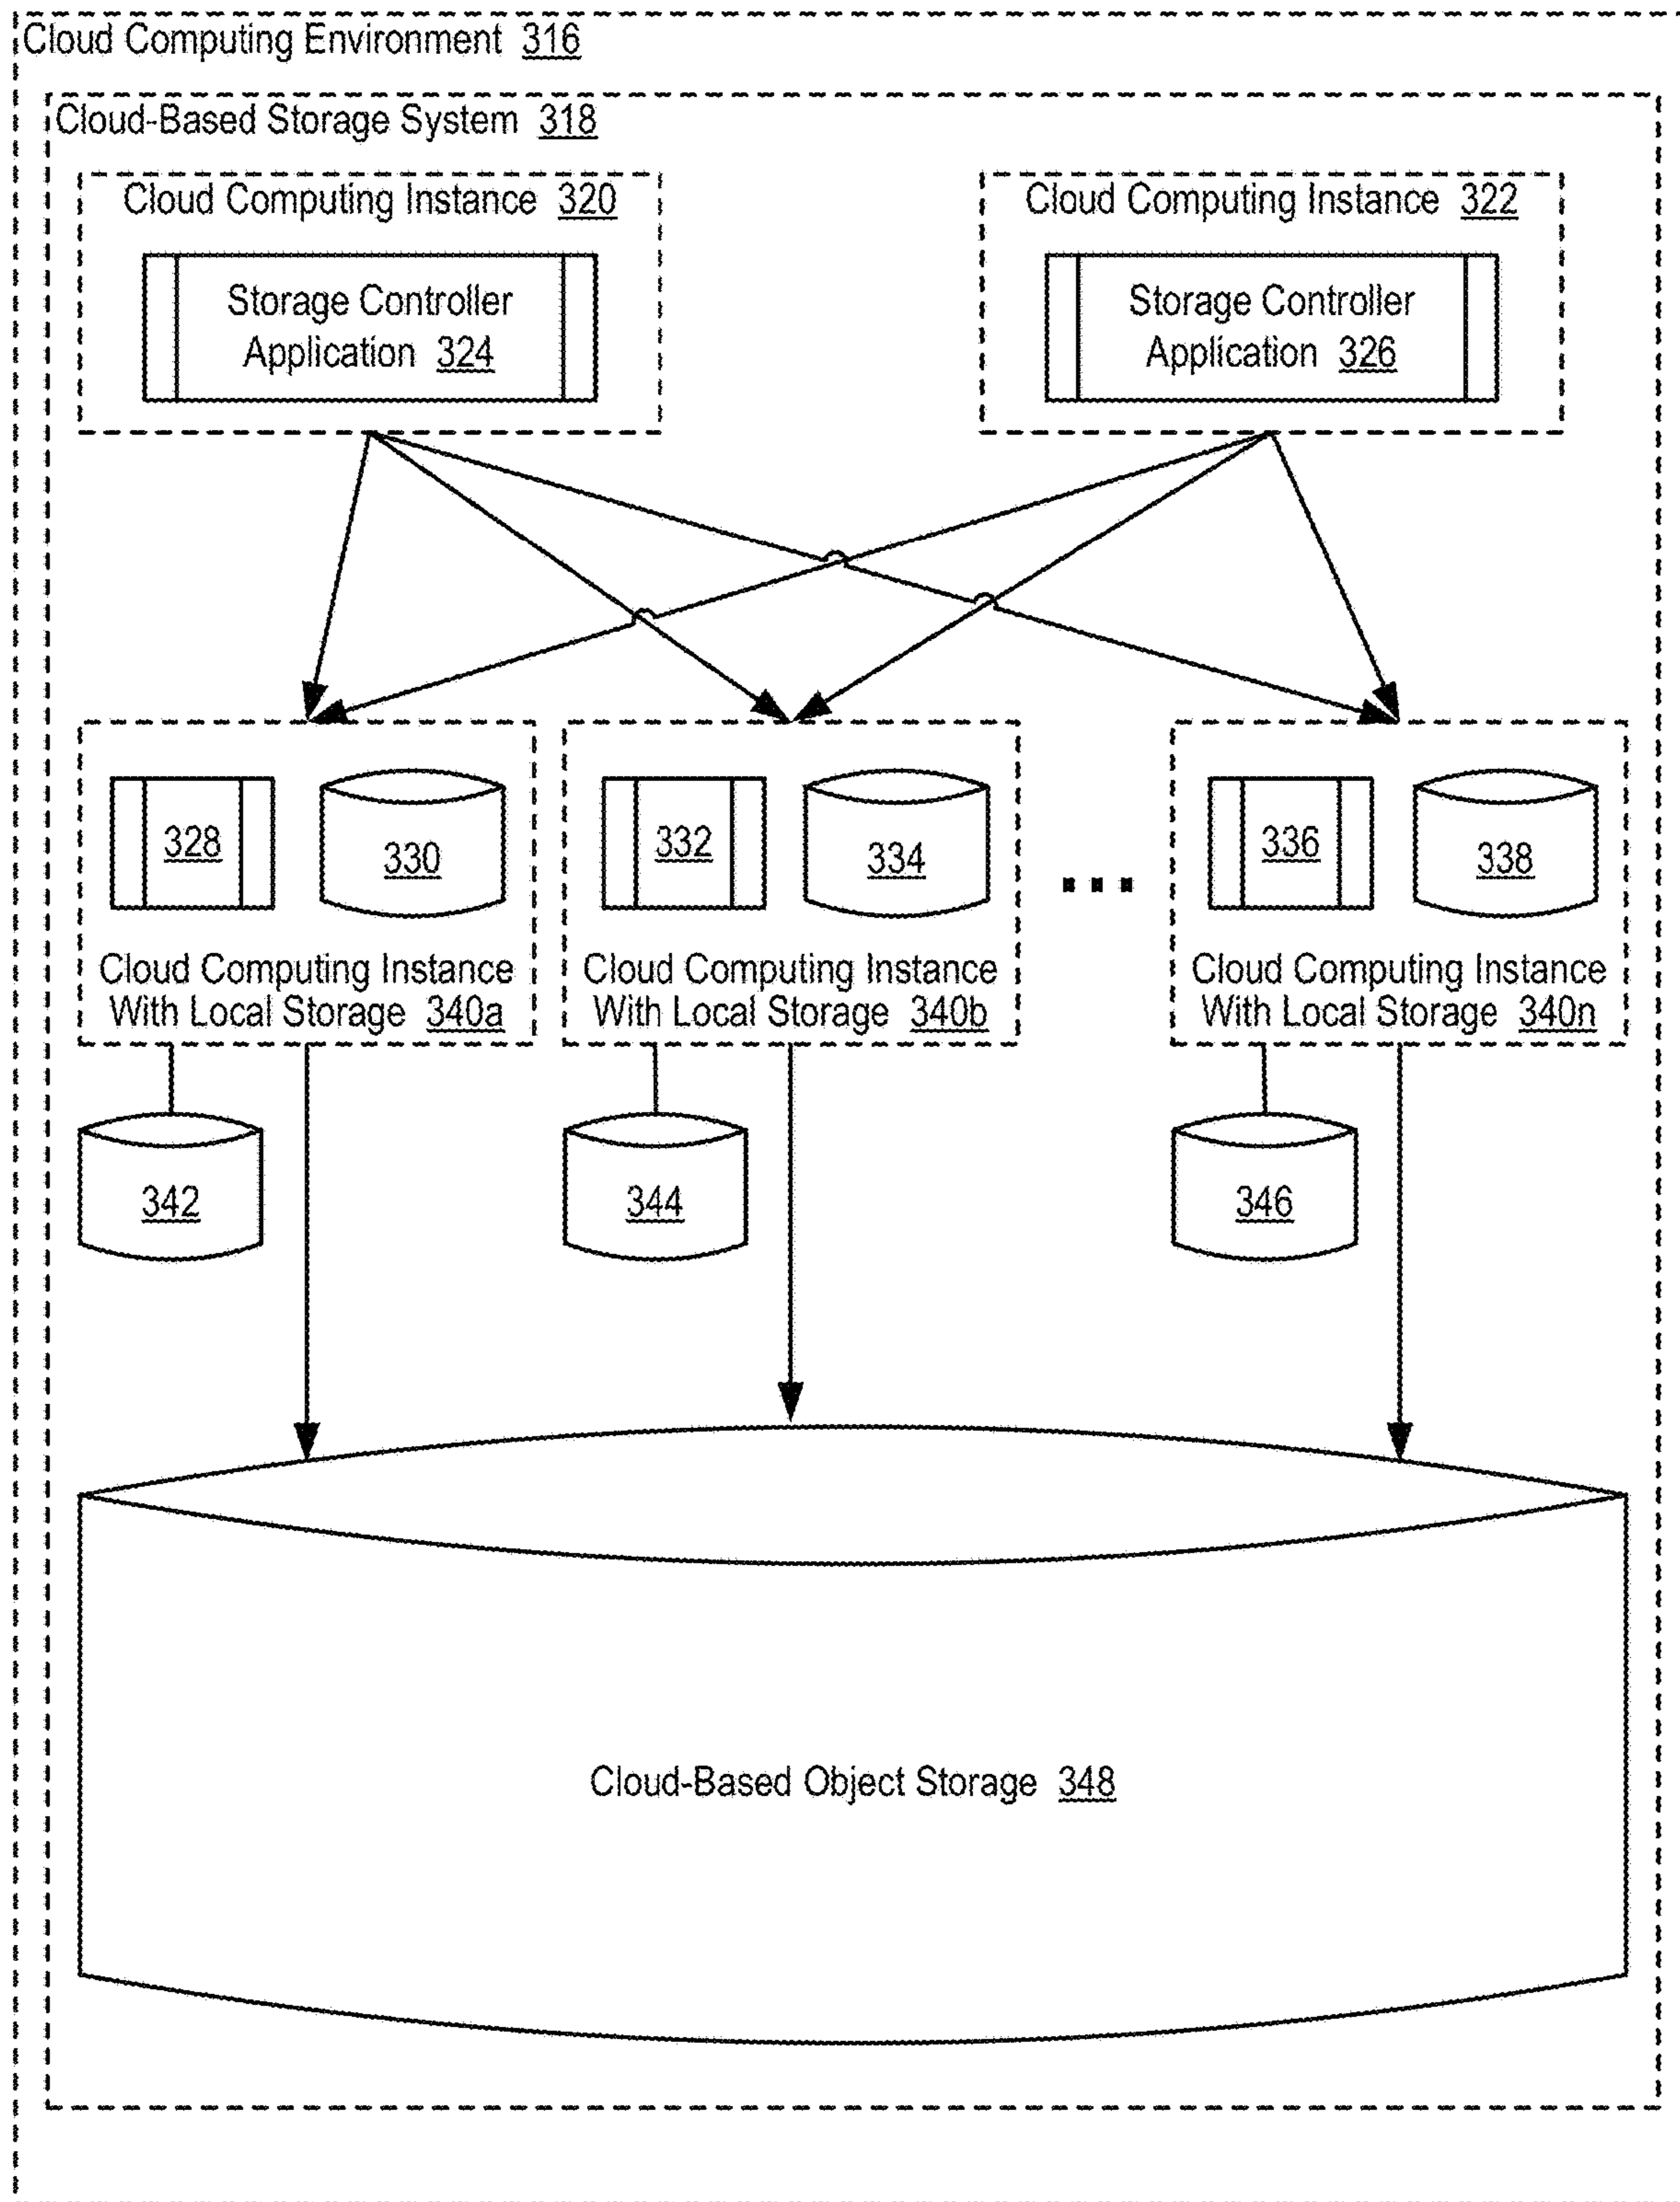 Cloud Computing Environment 316
Cloud-Based Storage System 318
Cloud Computing Instance 320
Storage Controller
Application 324
Cloud Computing Instance 322
Storage Controller
Application 326
328
330
Cloud Computing Instance
With Local Storage 340a
332
334
Cloud Computing Instance
With Local Storage 340b
...
336
338
Cloud Computing Instance
With Local Storage 340n
342
344
346
Cloud-Based Object Storage 348